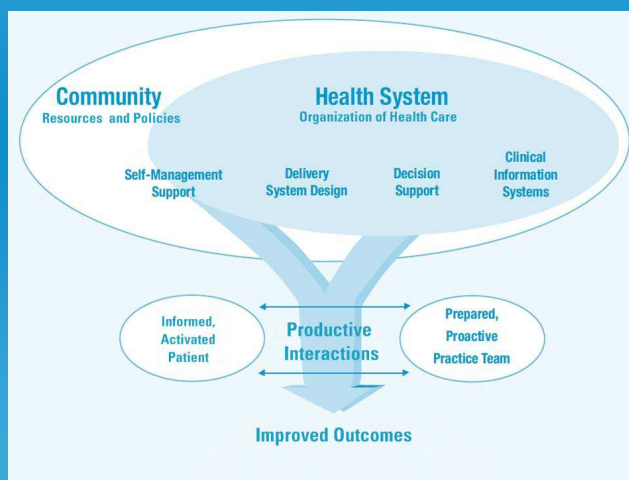 Community
Resources and Policies
Health System
Organization of Health Care
Self-Management
Support
Delivery
System Design
Decision
Support
Clinical
Information
Systems
Informed,
Activated
Patient
Productive
Interactions
Prepared,
Proactive
Practice Team
Improved Outcomes